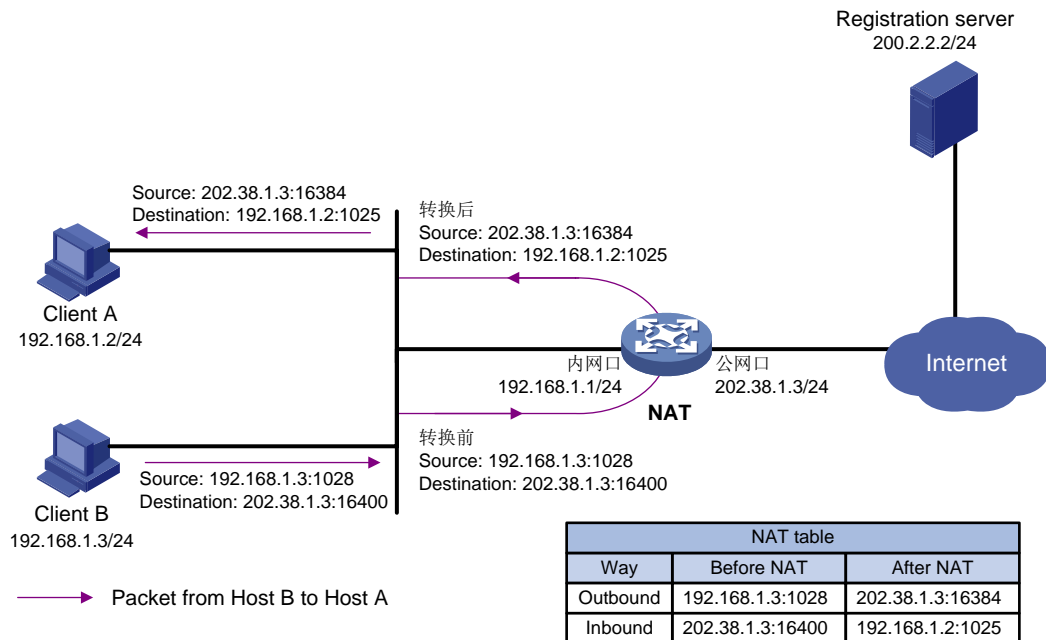 Registration server
200.2.2.2/24
Source: 202.38.1.3:16384
Destination: 192.168.1.2:1025
转换后
Source: 202.38.1.3:16384
Destination: 192.168.1.2:1025
Client A
192.168.1.2/24
内网口
192.168.1.1/24
公网口
202.38.1.3/24
NAT
Internet
转换前
Source: 192.168.1.3:1028
Destination: 202.38.1.3:16400
Source: 192.168.1.3:1028
Destination: 202.38.1.3:16400
Client B
192.168.1.3/24
Packet from Host B to Host A
NAT table
Way Before NAT After NAT
Outbound 192.168.1.3:1028 202.38.1.3:16384
Inbound 202.38.1.3:16400 192.168.1.2:1025